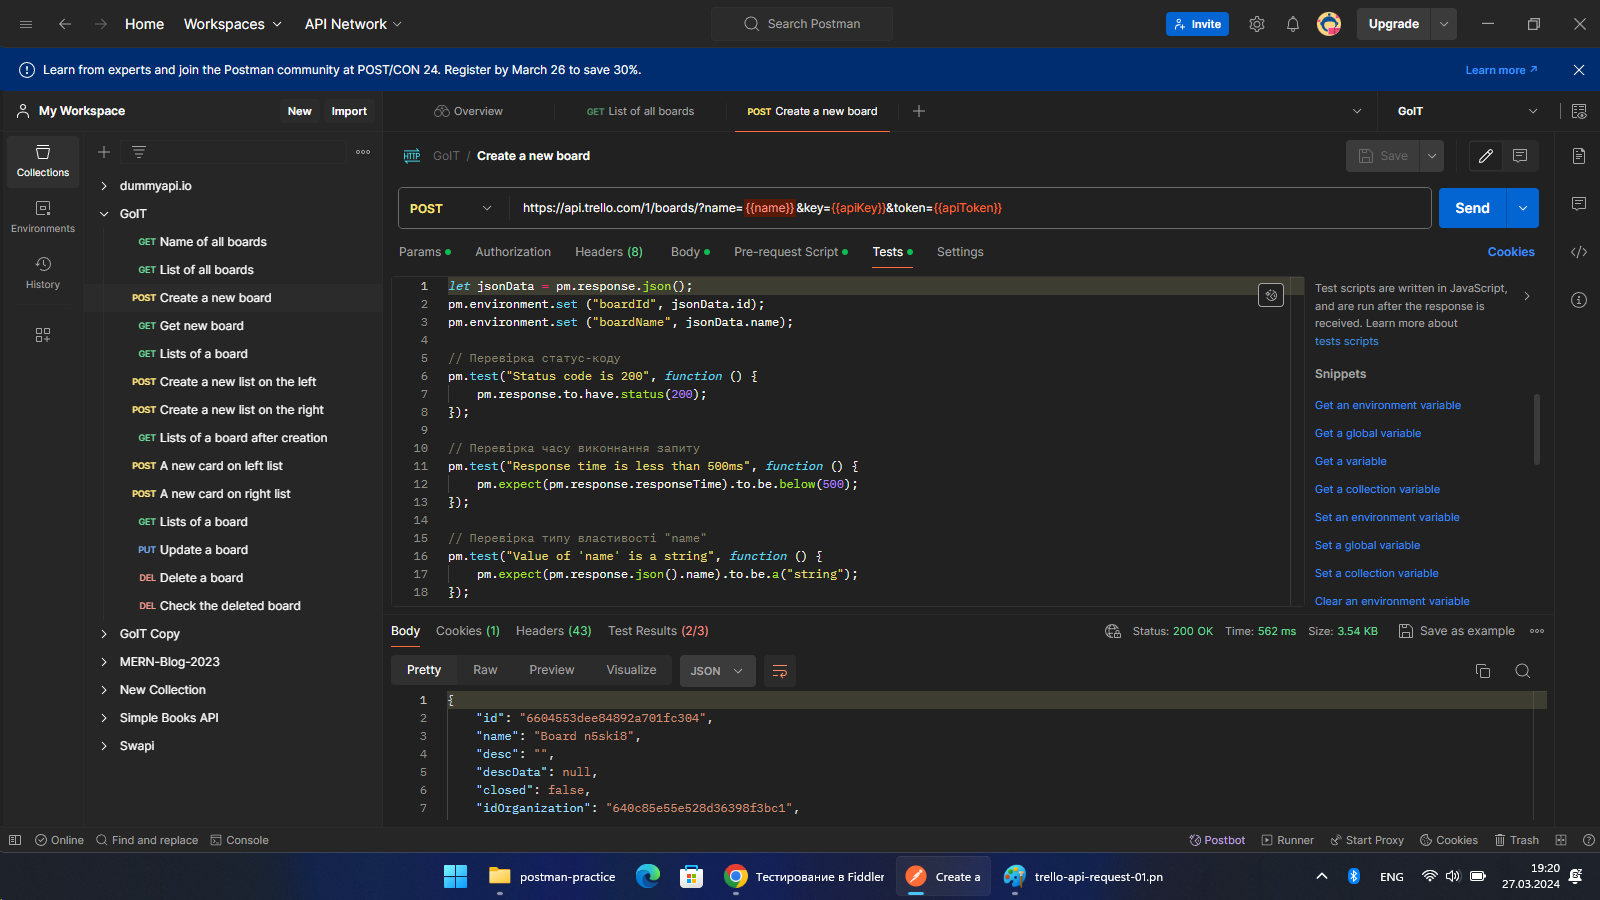 Home
Workspaces
API Network
Search Postman
Invite
Upgrade
Learn from experts and join the Postman community at POST/CON 24. Register by March 26 to save 30%.
Learn more
My Workspace
New
Import
Overview
GET List of all boards
POST Create a new board
GoIT
Collections
Environments
History
dummyapi.io
GoIT
GET Name of all boards
GET List of all boards
POST Create a new board
GET Get new board
GET Lists of a board
POST Create a new list on the left
POST Create a new list on the right
GET Lists of a board after creation
POST A new card on left list
POST A new card on right list
GET Lists of a board
PUT Update a board
DEL Delete a board
DEL Check the deleted board
GoIT Copy
MERN-Blog-2023
New Collection
Simple Books API
Swapi
HTTP GoIT / Create a new board
Save
POST
https://api.trello.com/1/boards/?name={{name}}&key={{apiKey}}&token={{apiToken}}
Send
Params
Authorization
Headers (8)
Body
Pre-request Script
Tests
Settings
Cookies
1 let jsonData = pm.response.json();
2 pm.environment.set ("boardId", jsonData.id);
3 pm.environment.set ("boardName", jsonData.name);
4
5 // Перевірка статус-коду
6 pm.test("Status code is 200", function () {
7 pm.response.to.have.status(200);
8 });
9
10 // Перевірка часу виконнання запиту
11 pm.test("Response time is less than 500ms", function () {
12 pm.expect(pm.response.responseTime).to.be.below(500);
13 });
14
15 // Перевірка типу властивості "name"
16 pm.test("Value of 'name' is a string", function () {
17 pm.expect(pm.response.json().name).to.be.a("string");
18 });
Test scripts are written in JavaScript,
and are run after the response is
received. Learn more about
tests scripts
Snippets
Get an environment variable
Get a global variable
Get a variable
Get a collection variable
Set an environment variable
Set a global variable
Set a collection variable
Clear an environment variable
Body
Cookies (1)
Headers (43)
Test Results (2/3)
Status: 200 OK
Time: 562 ms
Size: 3.54 KB
Save as example
Pretty
Raw
Preview
Visualize
JSON
1 {
2 "id": "6604553dee84892a701fc304",
3 "name": "Board n5ski8",
4 "desc": "",
5 "descData": null,
6 "closed": false,
7 "idOrganization": "640c85e55e528d36398f3bc1",
Online
Find and replace
Console
Postbot
Runner
Start Proxy
Cookies
Trash
postman-practice
Тестирование в Fiddler
Create a
trello-api-request-01.pn
ENG
19:20
27.03.2024